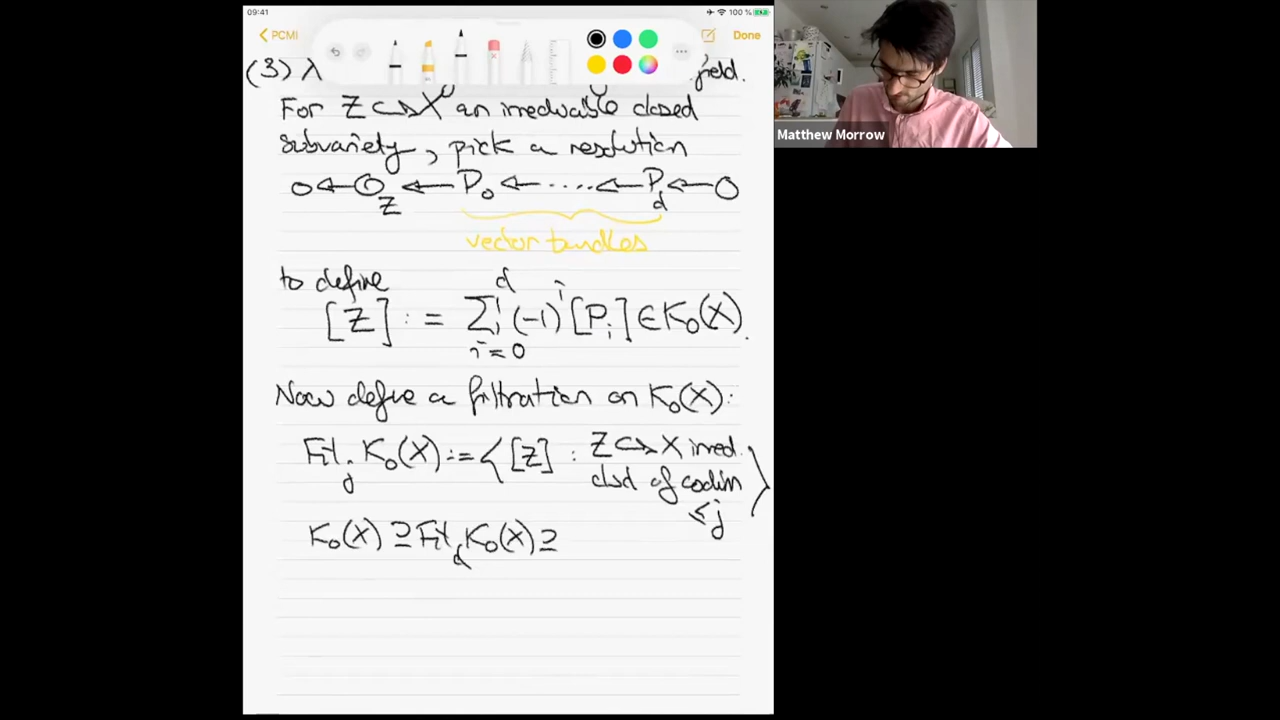 09:41
100 %
PCMI
Done
(3) λ field.
For Z ↪ X an irreducible closed
subvariety, pick a resolution
0 ← O_Z ← P_0 ← ..... ← P_d ← 0
vector bundles
to define
[Z] := Σ_{i=0}^{d} (-1)^i [P_i] ∈ K_0(X).
Now define a filtration on K_0(X):
Fil_j K_0(X) := ⟨ [Z] : Z ↪ X irred. clsd of codim ≤ j ⟩
K_0(X) ⊇ Fil_d K_0(X) ⊇
Matthew Morrow